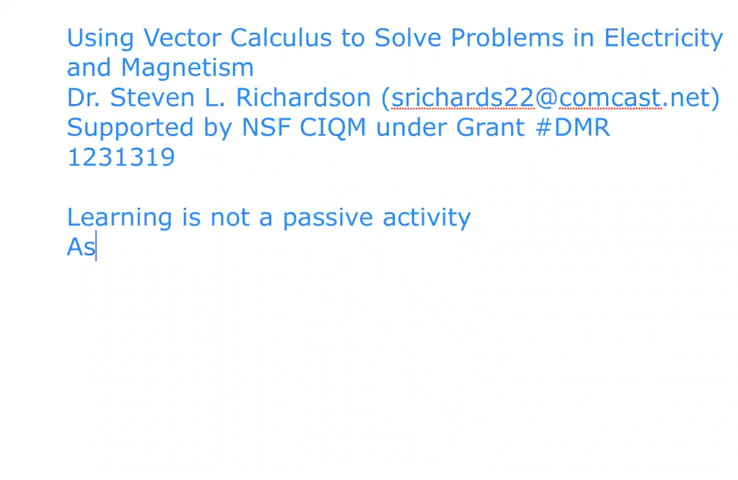 Using Vector Calculus to Solve Problems in Electricity
and Magnetism
Dr. Steven L. Richardson (srichards22@comcast.net)
Supported by NSF CIQM under Grant #DMR
1231319
Learning is not a passive activity
As